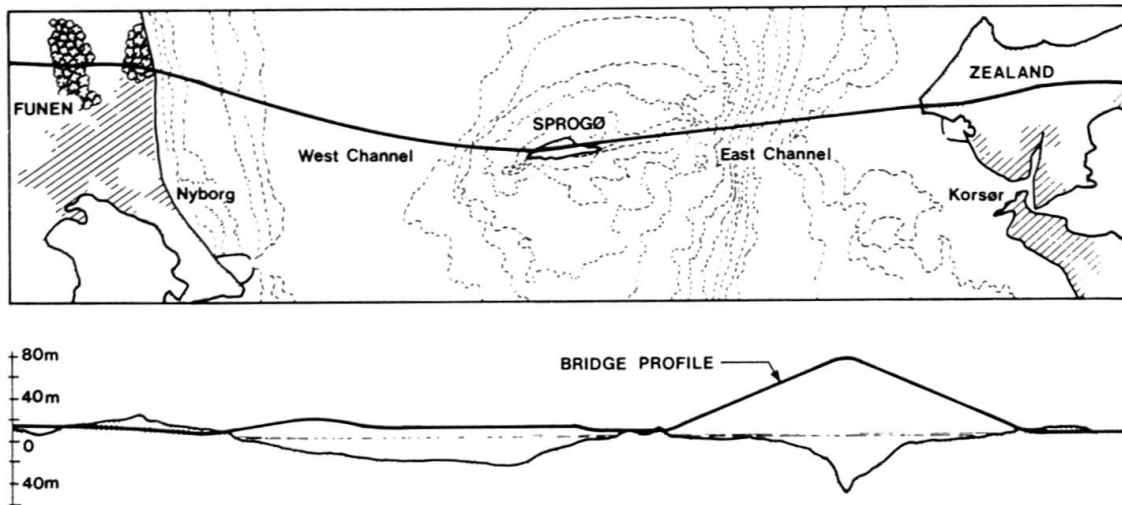 ZEALAND
FUNEN
SPROGØ
West Channel
East Channel
Nyborg
Korsør
80m
BRIDGE PROFILE
40m
0
40m